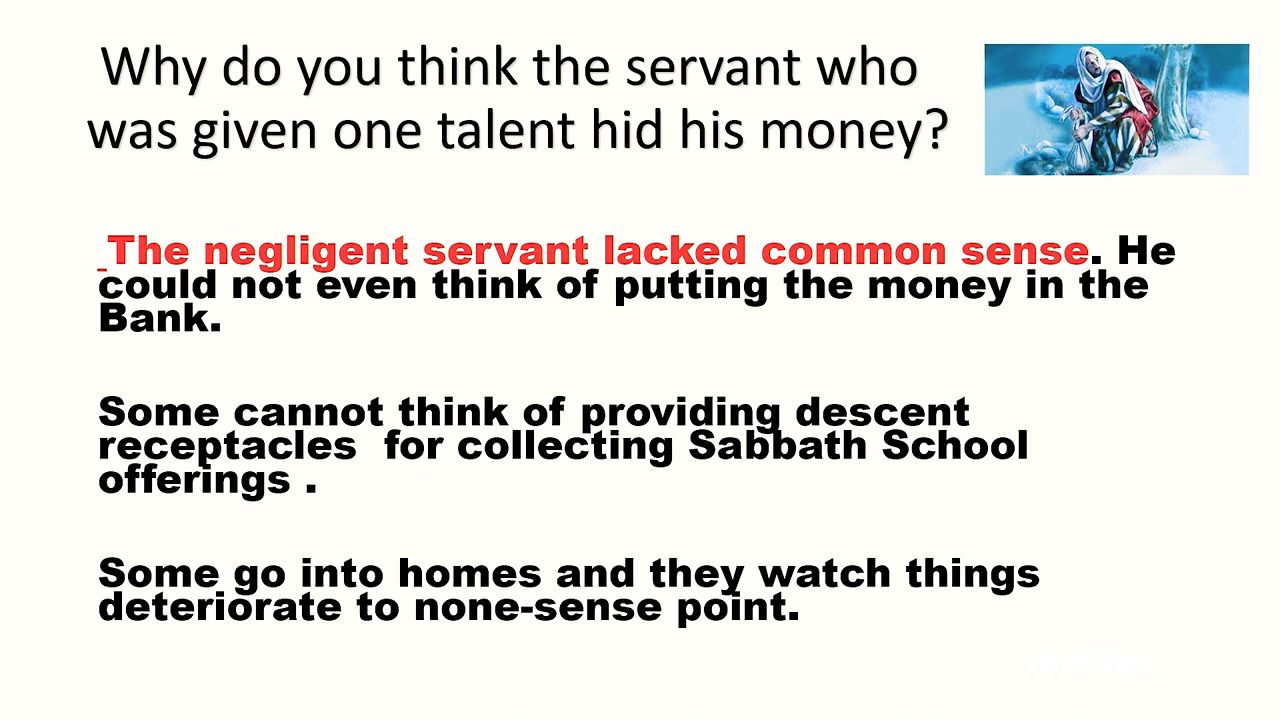 Why do you think the servant who
was given one talent hid his money?
The negligent servant lacked common sense. He
could not even think of putting the money in the
Bank.
Some cannot think of providing descent
receptacles  for collecting Sabbath School
offerings .
Some go into homes and they watch things
deteriorate to none-sense point.